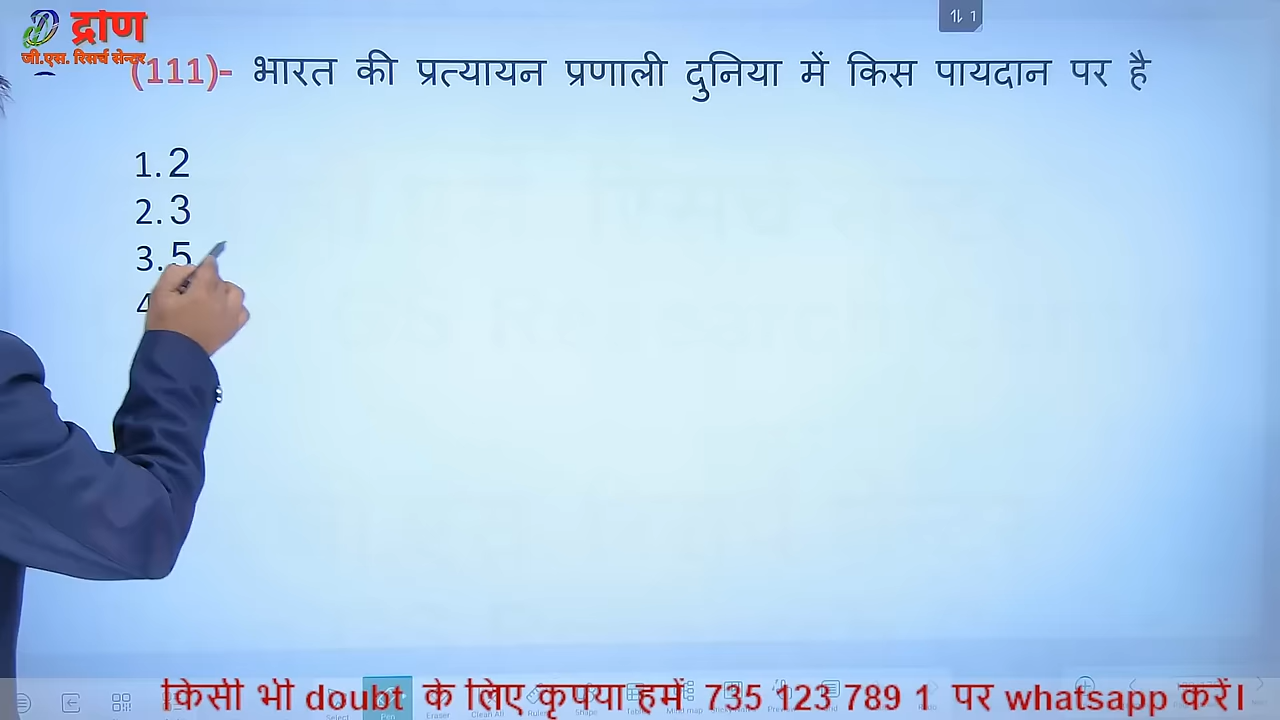 द्रोण
जी.एस. रिसर्च सेन्टर
(111)- भारत की प्रत्यायन प्रणाली दुनिया में किस पायदान पर है
1. 2
2. 3
3. 5
4
किसी भी doubt के लिए कृपया हमें 735 123 789 1 पर whatsapp करें।